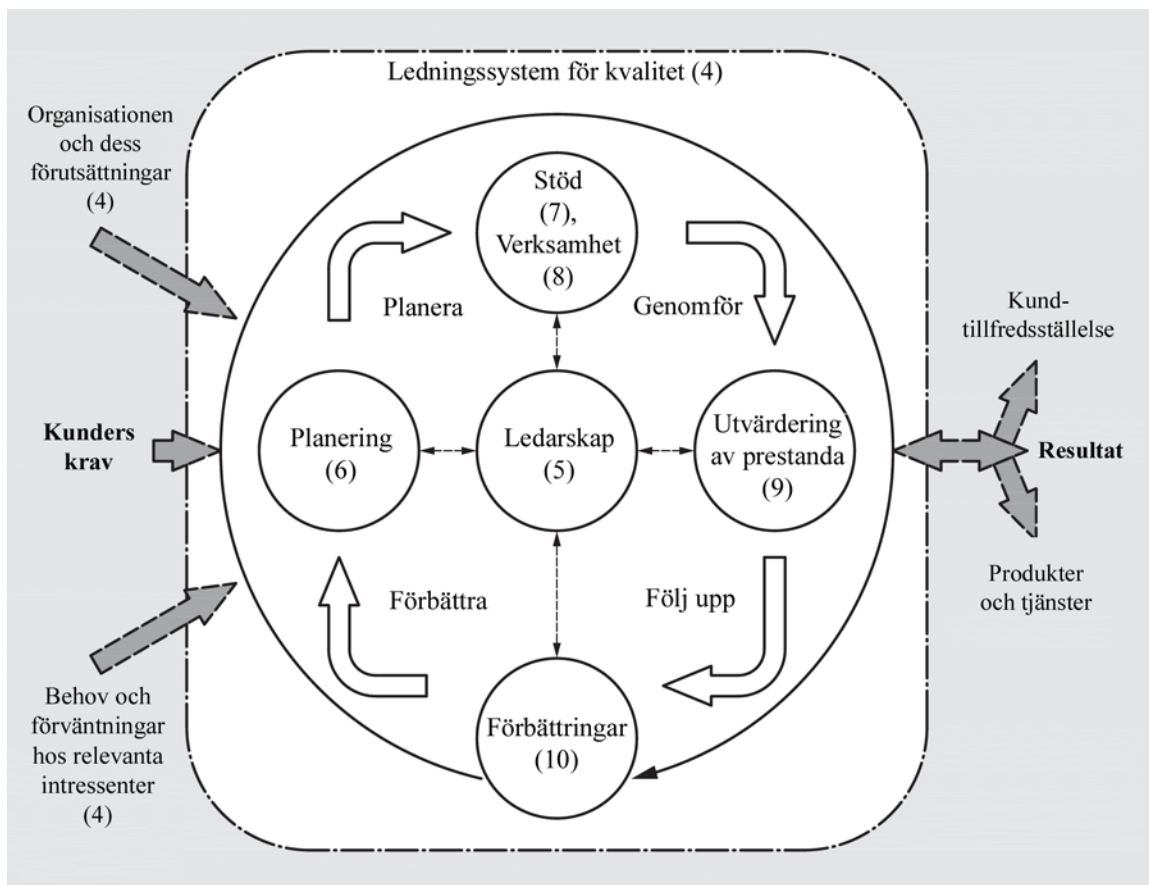 Ledningssystem för kvalitet (4)
Organisationen
och dess
förutsättningar
(4)
Stöd
(7),
Verksamhet
(8)
Planera
Genomför
Kund-
tillfredsställelse
Kunders
krav
Planering
(6)
Ledarskap
(5)
Utvärdering
av prestanda
(9)
Resultat
Förbättra
Följ upp
Produkter
och tjänster
Behov och
förväntningar
hos relevanta
intressenter
(4)
Förbättringar
(10)